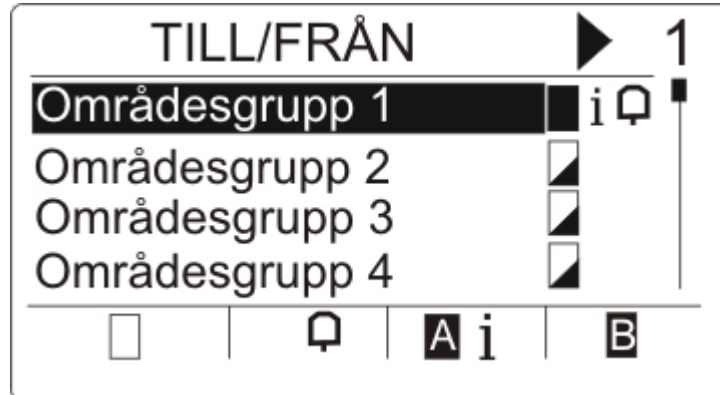 TILL/FRÅN 1
Områdesgrupp 1 i
Områdesgrupp 2
Områdesgrupp 3
Områdesgrupp 4
A i B